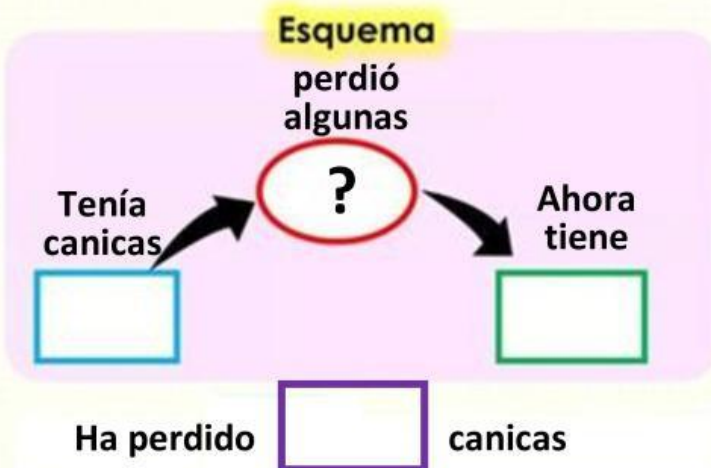 Esquema
perdió
algunas
?
Tenía
canicas
Ahora
tiene
Ha perdido
canicas